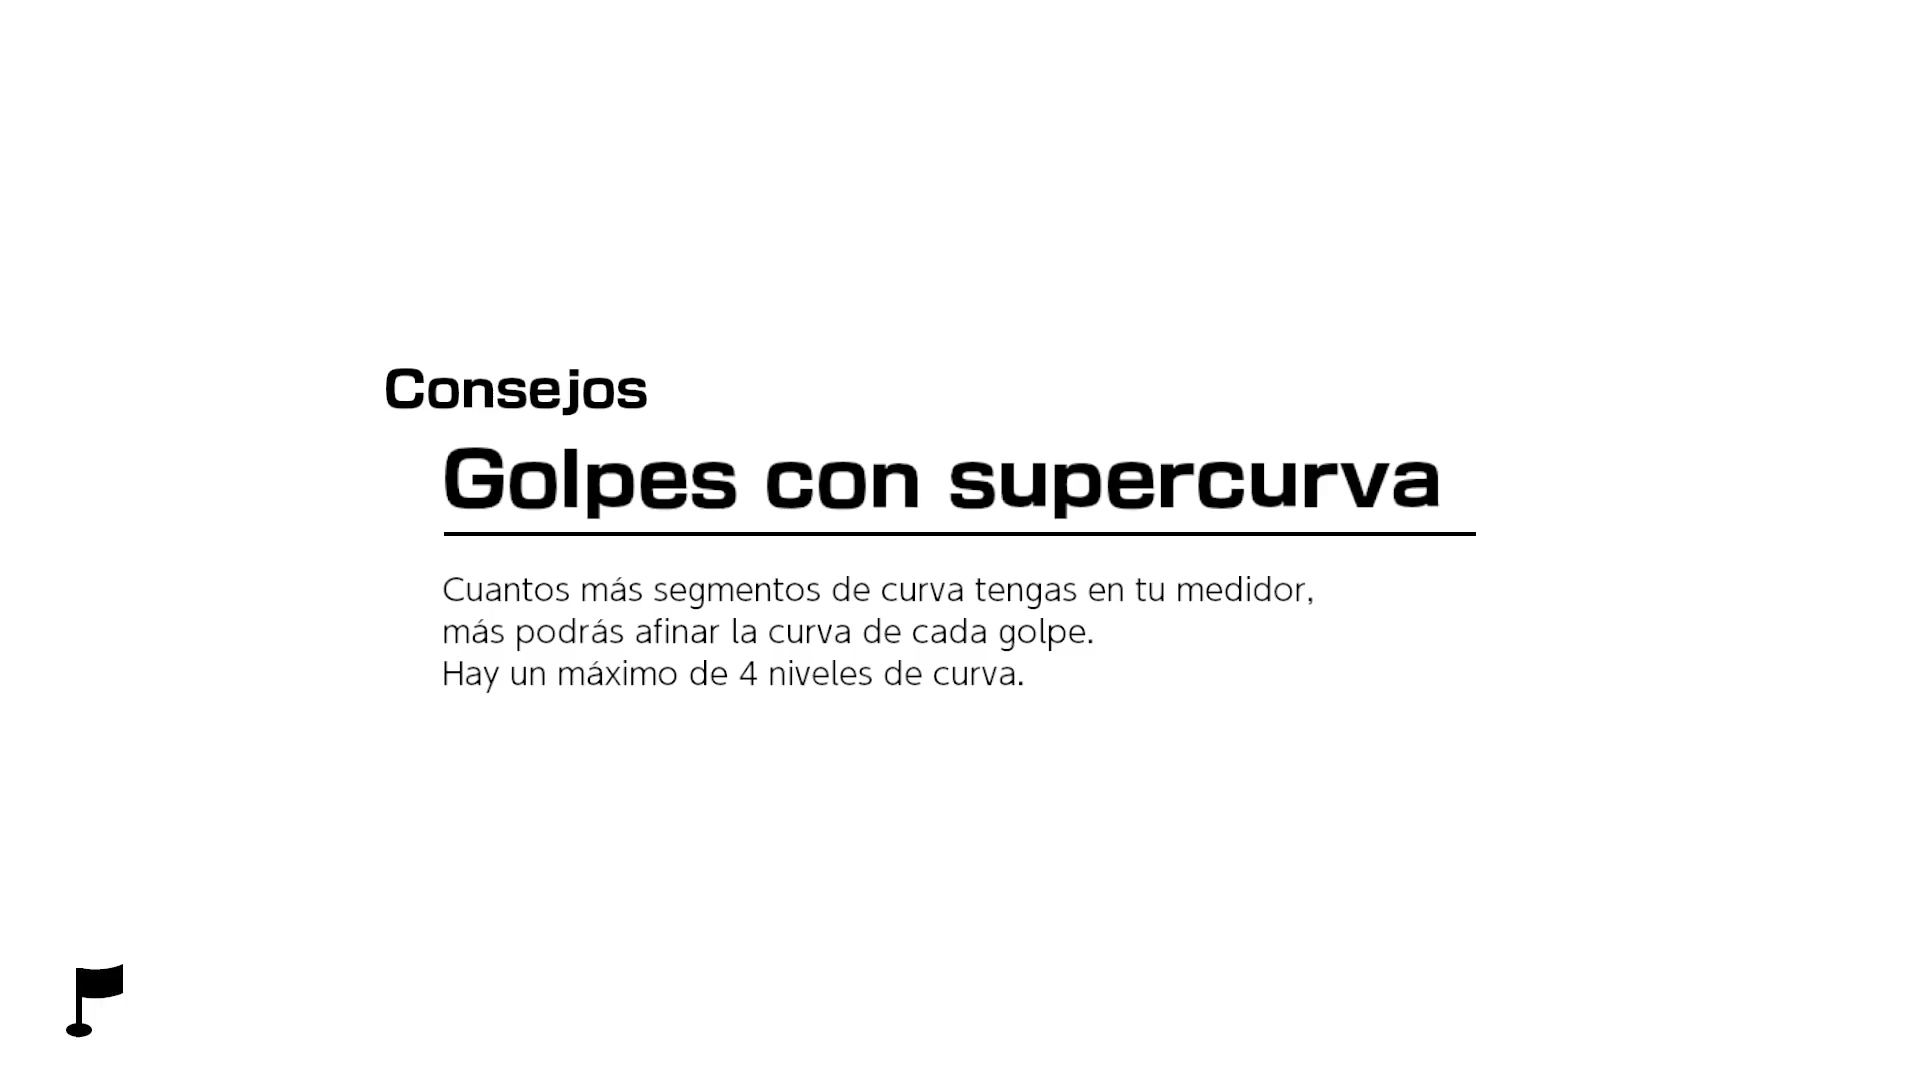 Consejos
Golpes con supercurva
Cuantos más segmentos de curva tengas en tu medidor,
más podrás afinar la curva de cada golpe.
Hay un máximo de 4 niveles de curva.